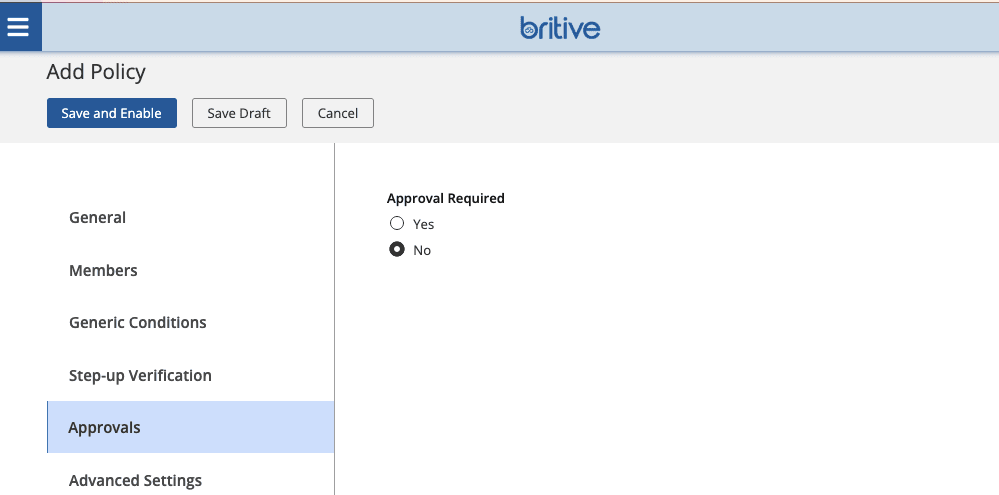 britive
Add Policy
Save and Enable
Save Draft
Cancel
General
Members
Generic Conditions
Step-up Verification
Approvals
Advanced Settings
Approval Required
Yes
No